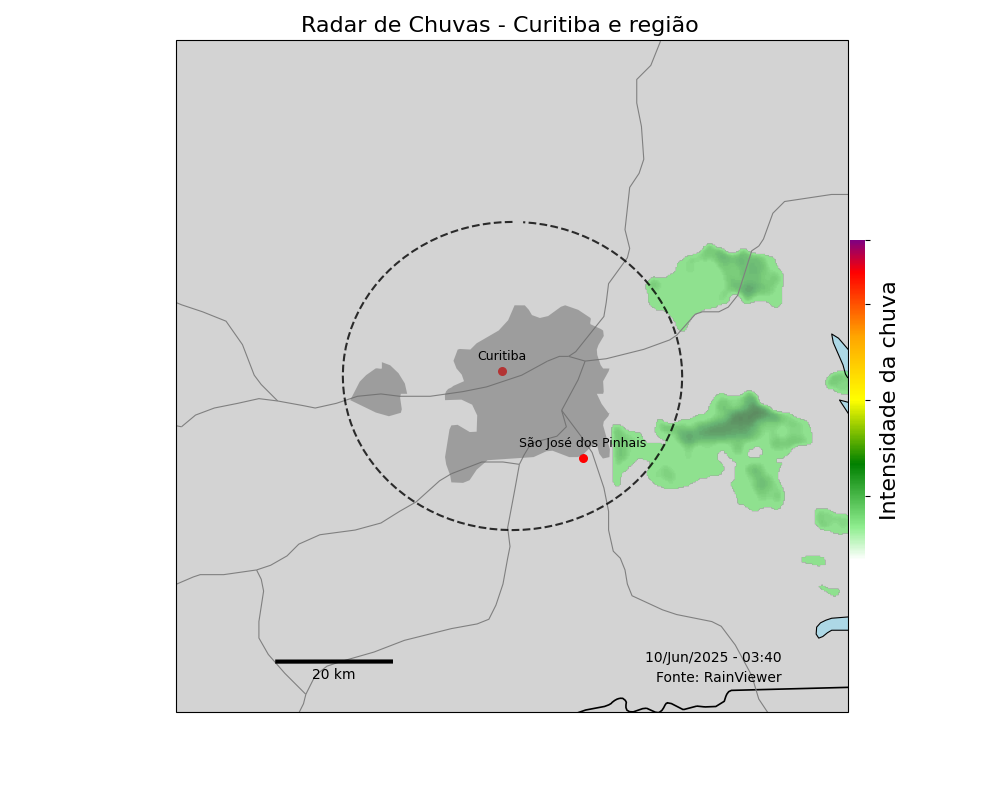 Radar de Chuvas - Curitiba e região
Curitiba
São José dos Pinhais
Intensidade da chuva
10/Jun/2025 - 03:40
Fonte: RainViewer
20 km